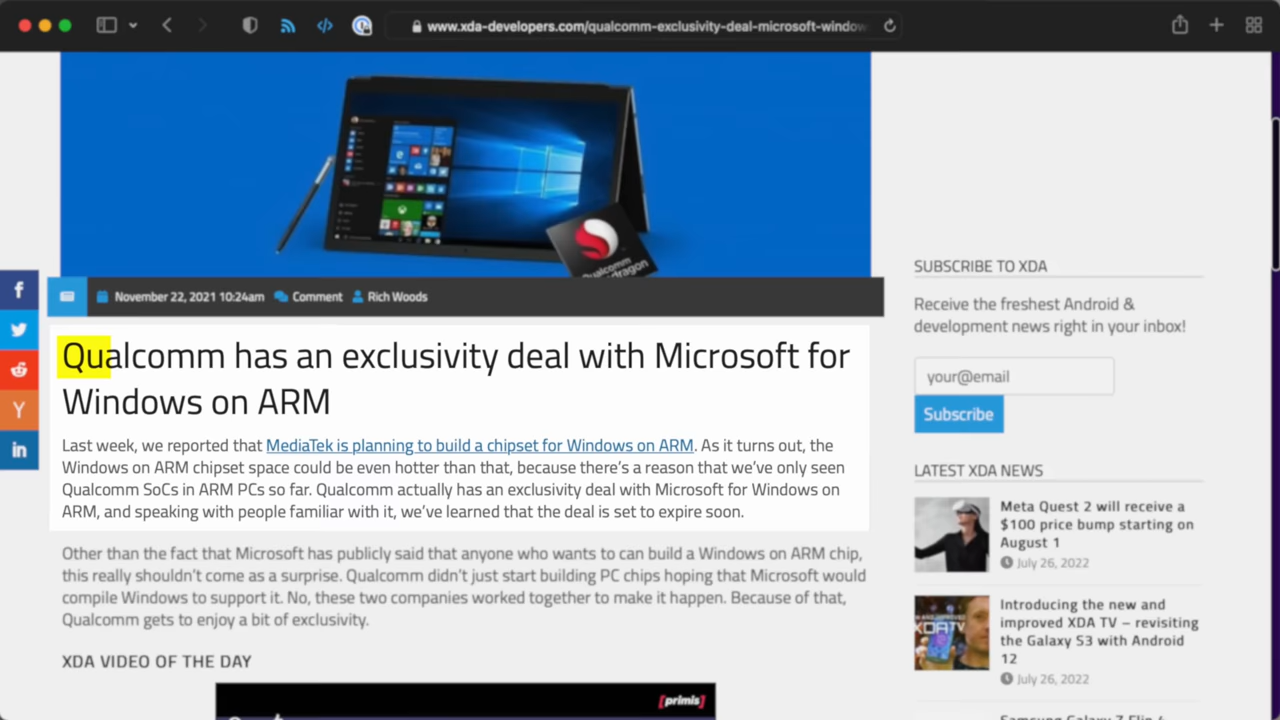 www.xda-developers.com/qualcomm-exclusivity-deal-microsoft-window
Qualcomm
November 22, 2021 10:24am Comment Rich Woods
Qualcomm has an exclusivity deal with Microsoft for
Windows on ARM
Last week, we reported that MediaTek is planning to build a chipset for Windows on ARM. As it turns out, the
Windows on ARM chipset space could be even hotter than that, because there's a reason that we've only seen
Qualcomm SoCs in ARM PCs so far. Qualcomm actually has an exclusivity deal with Microsoft for Windows on
ARM, and speaking with people familiar with it, we've learned that the deal is set to expire soon.
Other than the fact that Microsoft has publicly said that anyone who wants to can build a Windows on ARM chip,
this really shouldn't come as a surprise. Qualcomm didn't just start building PC chips hoping that Microsoft would
compile Windows to support it. No, these two companies worked together to make it happen. Because of that,
Qualcomm gets to enjoy a bit of exclusivity.
XDA VIDEO OF THE DAY
[primis]
SUBSCRIBE TO XDA
Receive the freshest Android &
development news right in your inbox!
your@email
Subscribe
LATEST XDA NEWS
Meta Quest 2 will receive a
$100 price bump starting on
August 1
July 26, 2022
Introducing the new and
improved XDA TV – revisiting
the Galaxy S3 with Android
12
July 26, 2022